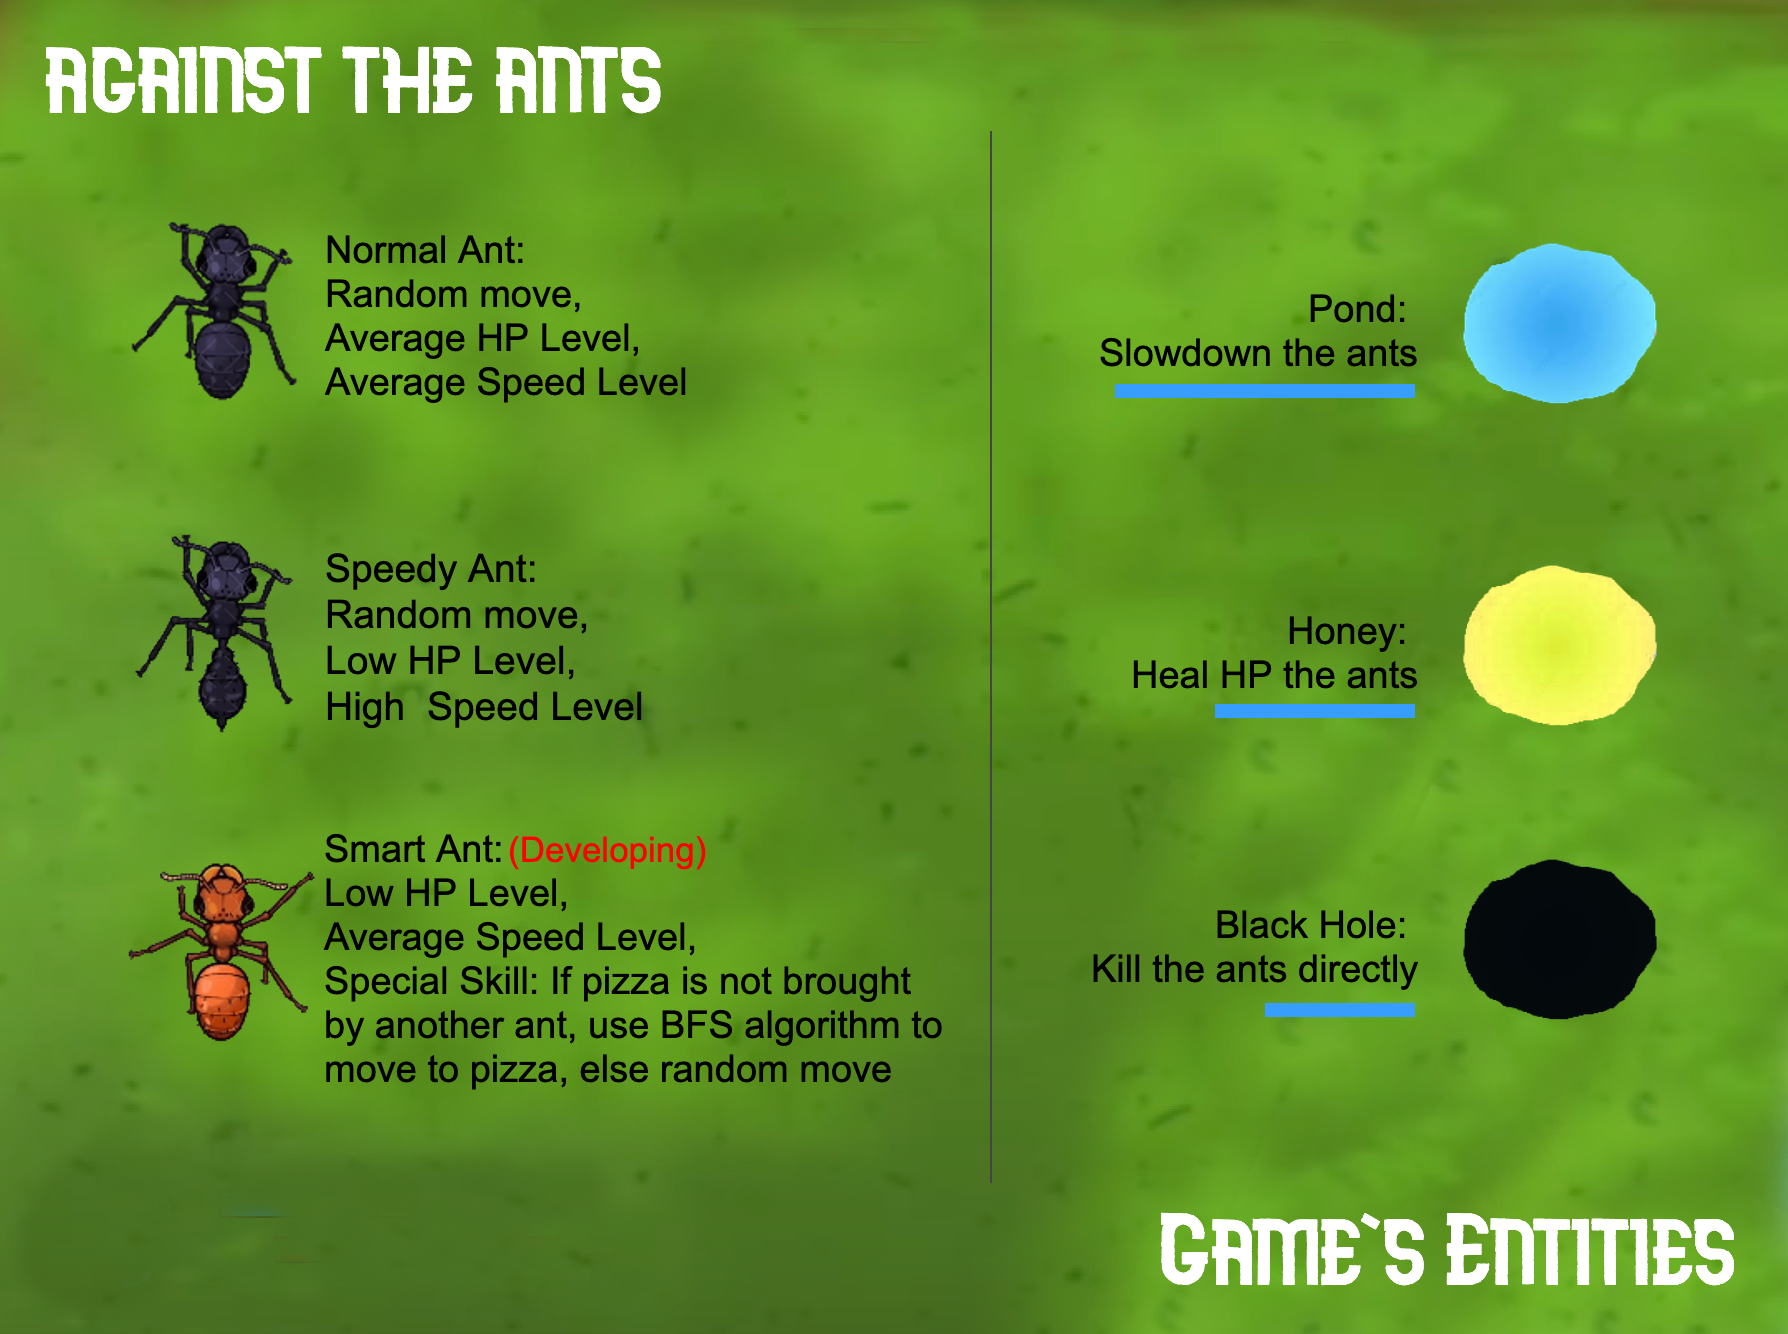 AGAINST THE ANTS
Normal Ant:
Random move,
Average HP Level,
Average Speed Level
Speedy Ant:
Random move,
Low HP Level,
High  Speed Level
Smart Ant: (Developing)
Low HP Level,
Average Speed Level,
Special Skill: If pizza is not brought
by another ant, use BFS algorithm to
move to pizza, else random move
Pond:
Slowdown the ants
Honey:
Heal HP the ants
Black Hole:
Kill the ants directly
GAME`S ENTITIES